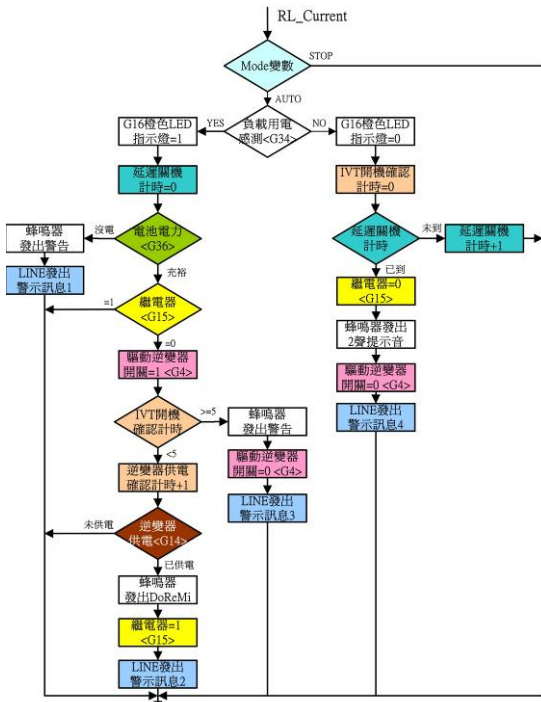 RL_Current
Mode變數
STOP
AUTO
負載用電
感測<G34>
YES
NO
G16橙色LED
指示燈=1
G16橙色LED
指示燈=0
延遲關機
計時=0
IVT開機確認
計時=0
電池電力
<G36>
沒電
蜂鳴器
發出警告
LINE發出
警示訊息1
充裕
延遲關機
計時
未到
延遲關機
計時+1
已到
繼電器
<G15>
=1
=0
繼電器=0
<G15>
蜂鳴器發出
2聲提示音
驅動逆變器
開關=1 <G4>
驅動逆變器
開關=0 <G4>
LINE發出
警示訊息4
IVT開機
確認計時
>=5
<5
蜂鳴器
發出警告
驅動逆變器
開關=0 <G4>
LINE發出
警示訊息3
逆變器供電
確認計時+1
逆變器
供電<G14>
未供電
已供電
蜂鳴器
發出DoReMi
繼電器=1
<G15>
LINE發出
警示訊息2